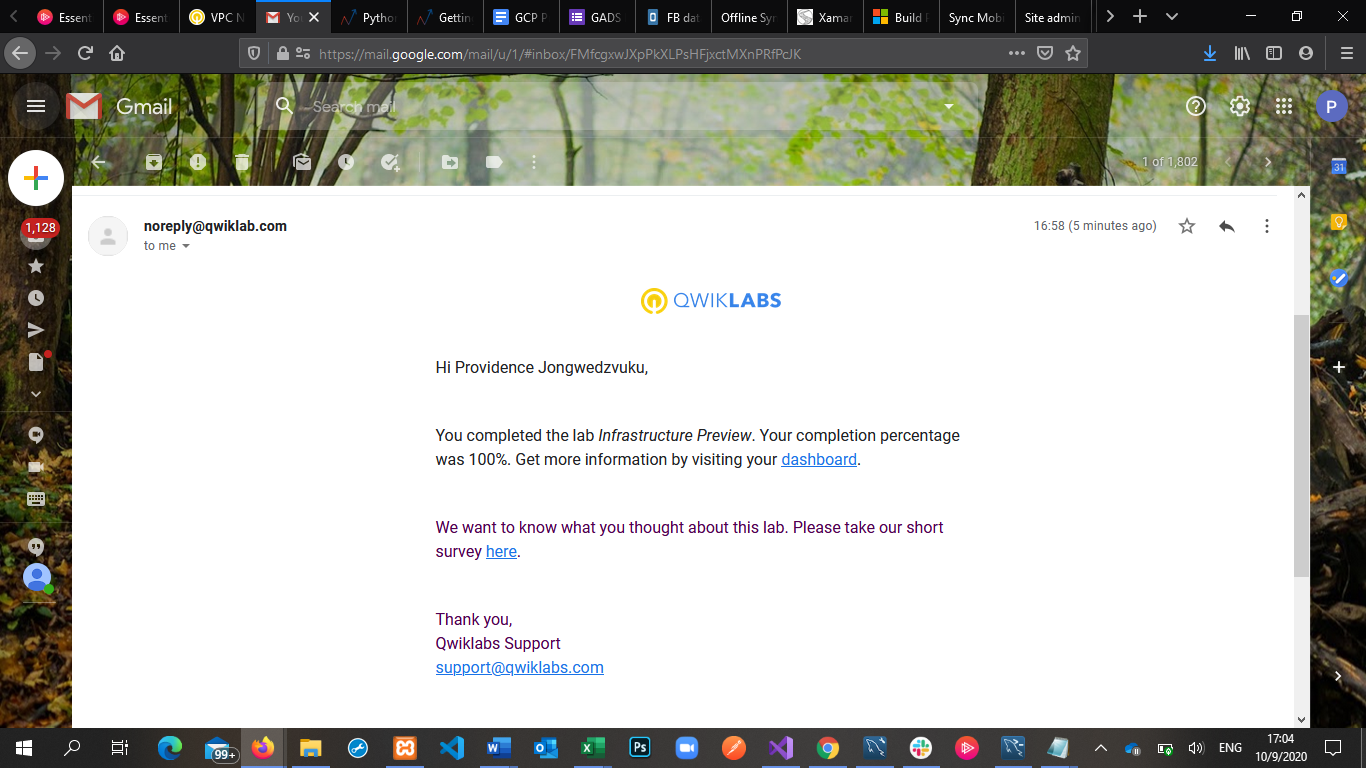 Essent
Essent
VPC N
You
Python
Gettin
GCP P
GADS
FB dat
Offline Syn
Xamar
Build
Sync Mobi
Site admin
https://mail.google.com/mail/u/1/#inbox/FMfcgxwJXpPkXLPsHFjxctMXnPRfPcJK
Gmail
Search mail
P
1 of 1,802
31
1,128
noreply@qwiklab.com
16:58 (5 minutes ago)
to me
QWIKLABS
Hi Providence Jongwedzvuku,
You completed the lab Infrastructure Preview. Your completion percentage
was 100%. Get more information by visiting your dashboard.
We want to know what you thought about this lab. Please take our short
survey here.
Thank you,
Qwiklabs Support
support@qwiklabs.com
99+
Ps
ENG
17:04
10/9/2020